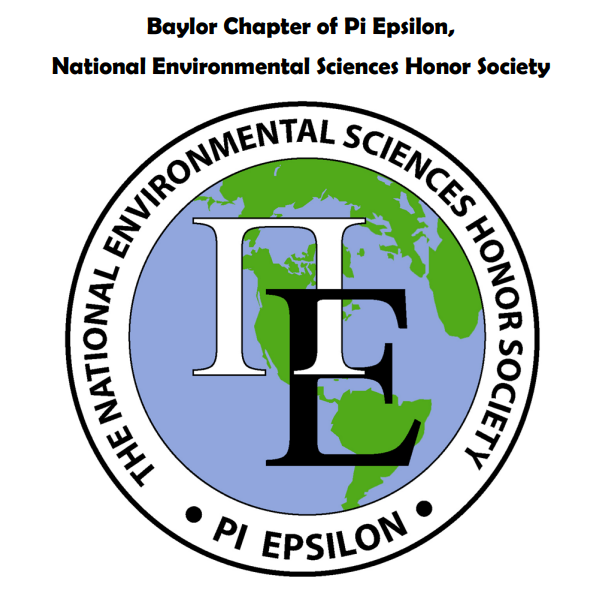 Baylor Chapter of Pi Epsilon,
National Environmental Sciences Honor Society
THE NATIONAL ENVIRONMENTAL SCIENCES HONOR SOCIETY
ΠΕ
• PI EPSILON •